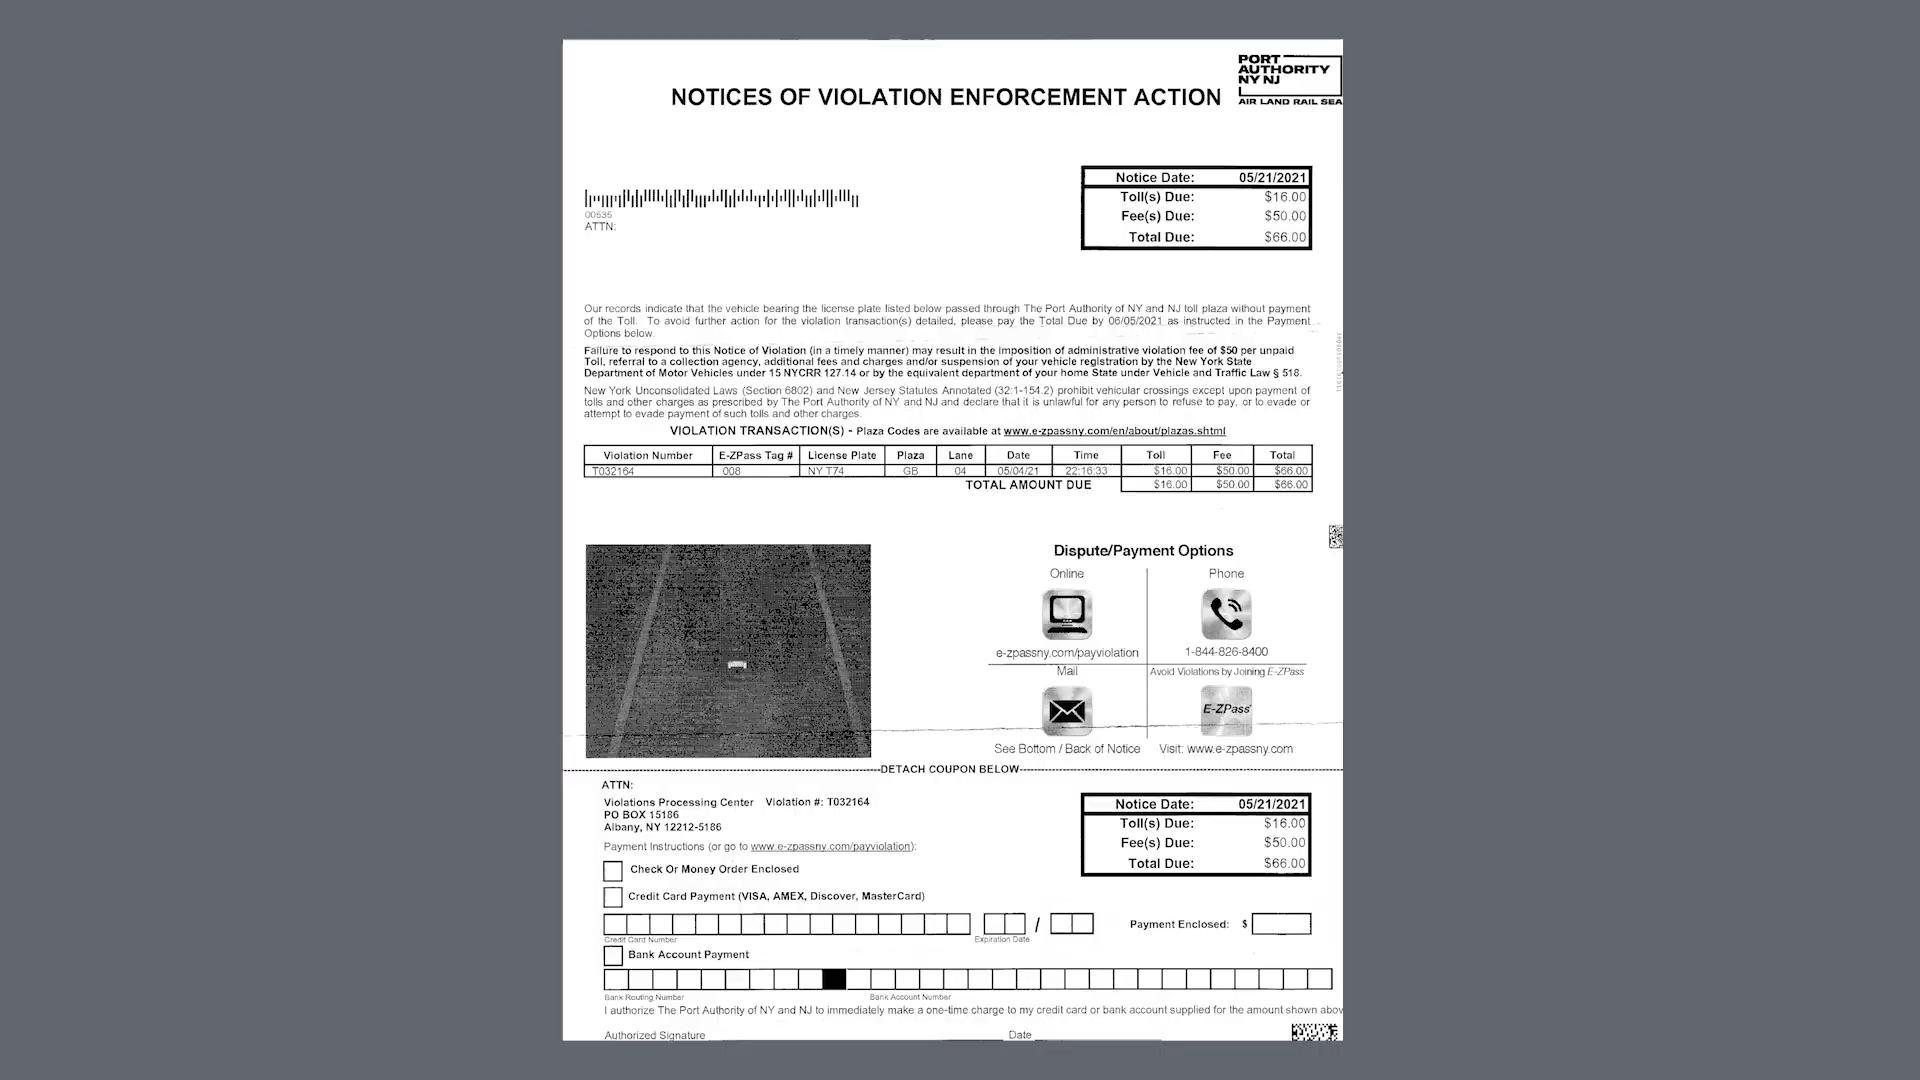 PORT
AUTHORITY
NY NJ
AIR LAND RAIL SEA
NOTICES OF VIOLATION ENFORCEMENT ACTION
Notice Date: 05/21/2021
Toll(s) Due: $16.00
Fee(s) Due: $50.00
Total Due: $66.00
00535
ATTN:
Our records indicate that the vehicle bearing the license plate listed below passed through The Port Authority of NY and NJ toll plaza without payment
of the Toll. To avoid further action for the violation transaction(s) detailed, please pay the Total Due by 06/05/2021 as instructed in the Payment
Options below.
Failure to respond to this Notice of Violation (in a timely manner) may result in the imposition of administrative violation fee of $50 per unpaid
Toll, referral to a collection agency, additional fees and charges and/or suspension of your vehicle registration by the New York State
Department of Motor Vehicles under 15 NYCRR 127.14 or by the equivalent department of your home State under Vehicle and Traffic Law § 518.
New York Unconsolidated Laws (Section 6802) and New Jersey Statutes Annotated (32:1-154.2) prohibit vehicular crossings except upon payment of
tolls and other charges as prescribed by The Port Authority of NY and NJ and declare that it is unlawful for any person to refuse to pay, or to evade or
attempt to evade payment of such tolls and other charges.
VIOLATION TRANSACTION(S) - Plaza Codes are available at www.e-zpassny.com/en/about/plazas.shtml
Violation Number E-ZPass Tag # License Plate Plaza Lane Date Time Toll Fee Total
T032164 008 NY T74 GB 04 05/04/21 22:16:33 $16.00 $50.00 $66.00
TOTAL AMOUNT DUE $16.00 $50.00 $66.00
Dispute/Payment Options
Online Phone
e-zpassny.com/payviolation 1-844-826-8400
Mail Avoid Violations by Joining E-ZPass
E-ZPass
See Bottom / Back of Notice Visit: www.e-zpassny.com
DETACH COUPON BELOW
ATTN:
Violations Processing Center Violation #: T032164
PO BOX 15186
Albany, NY 12212-5186
Notice Date: 05/21/2021
Toll(s) Due: $16.00
Fee(s) Due: $50.00
Total Due: $66.00
Payment Instructions (or go to www.e-zpassny.com/payviolation):
Check Or Money Order Enclosed
Credit Card Payment (VISA, AMEX, Discover, MasterCard)
/ Payment Enclosed: $
Credit Card Number Expiration Date
Bank Account Payment
Bank Routing Number Bank Account Number
I authorize The Port Authority of NY and NJ to immediately make a one-time charge to my credit card or bank account supplied for the amount shown abov
Authorized Signature Date